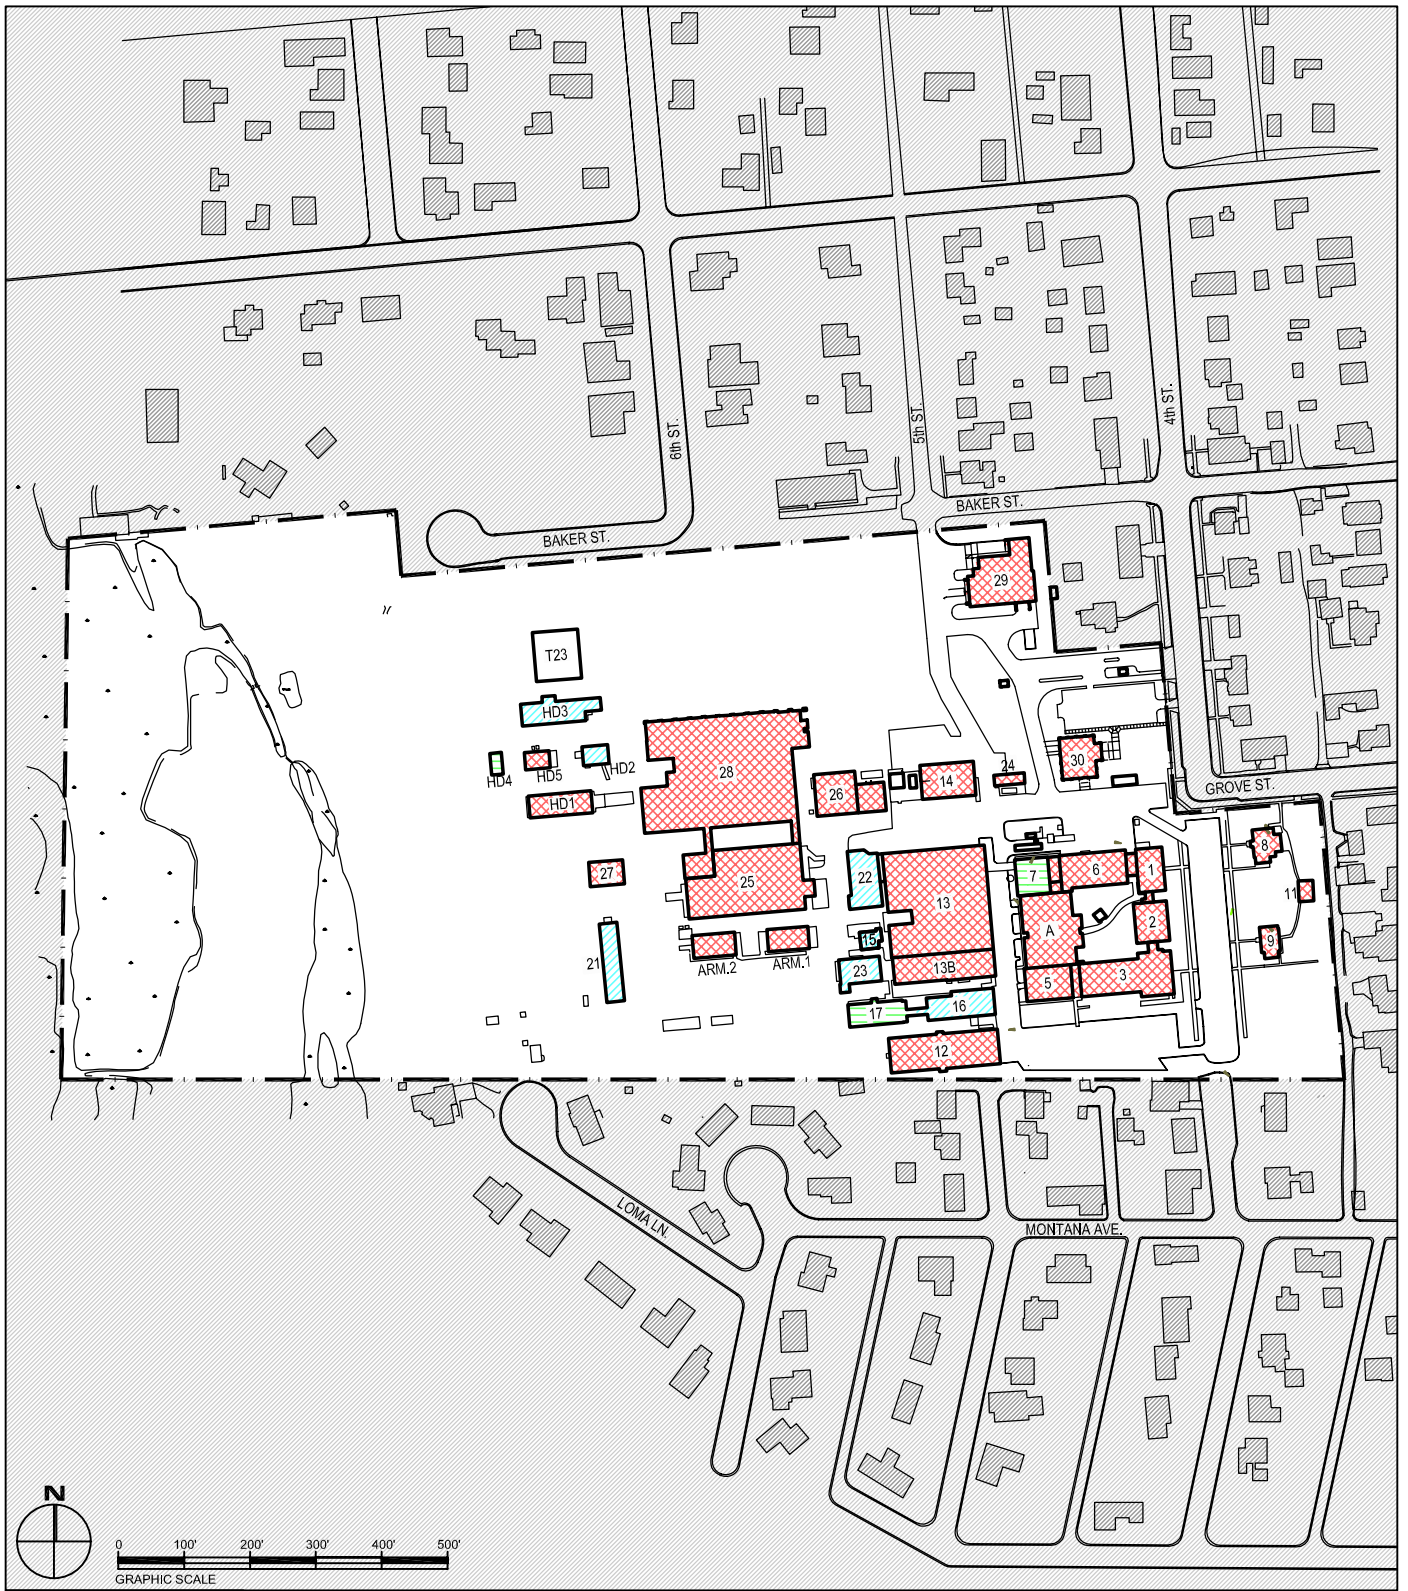 6th ST.
5th ST.
4th ST.
BAKER ST.
BAKER ST.
29
T23
HD3
HD2
HD5
HD4
HD1
28
26
14
24
30
GROVE ST.
27
25
22
13
7
6
1
8
11
2
A
9
15
13B
5
3
23
21
ARM.2
ARM.1
17
16
12
LOMA LN.
MONTANA AVE.
N
0 100' 200' 300' 400' 500'
GRAPHIC SCALE